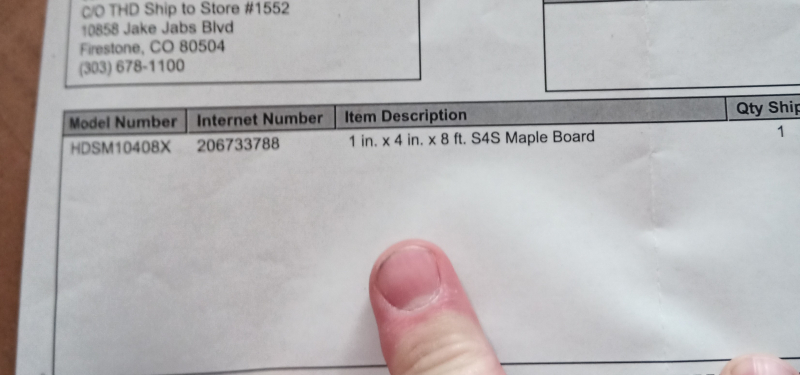 C/O THD Ship to Store #1552
10858 Jake Jabs Blvd
Firestone, CO 80504
(303) 678-1100
Model Number Internet Number Item Description Qty Ship
HDSM10408X 206733788 1 in. x 4 in. x 8 ft. S4S Maple Board 1